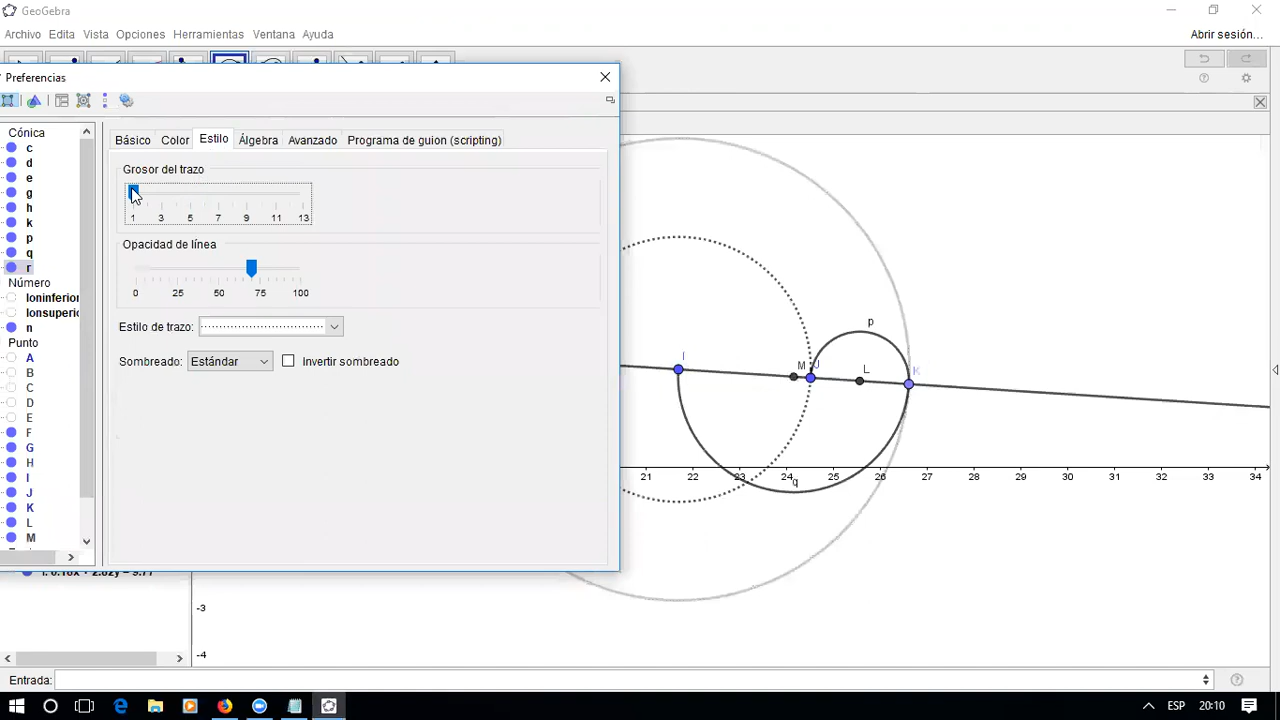 GeoGebra
Archivo Edita Vista Opciones Herramientas Ventana Ayuda
Abrir sesión...
Preferencias
Básico Color Estilo Álgebra Avanzado Programa de guion (scripting)
Cónica
c
d
e
g
h
k
p
q
r
Número
loninferior
lonsuperio
n
Punto
A
B
C
D
E
F
G
H
I
J
K
L
M
Grosor del trazo
1 3 5 7 9 11 13
Opacidad de línea
0 25 50 75 100
Estilo de trazo:
Sombreado: Estándar Invertir sombreado
p
I
M J L K
q
21 22 23 24 25 26 27 28 29 30 31 32 33 34
-3
-4
Entrada:
ESP 20:10